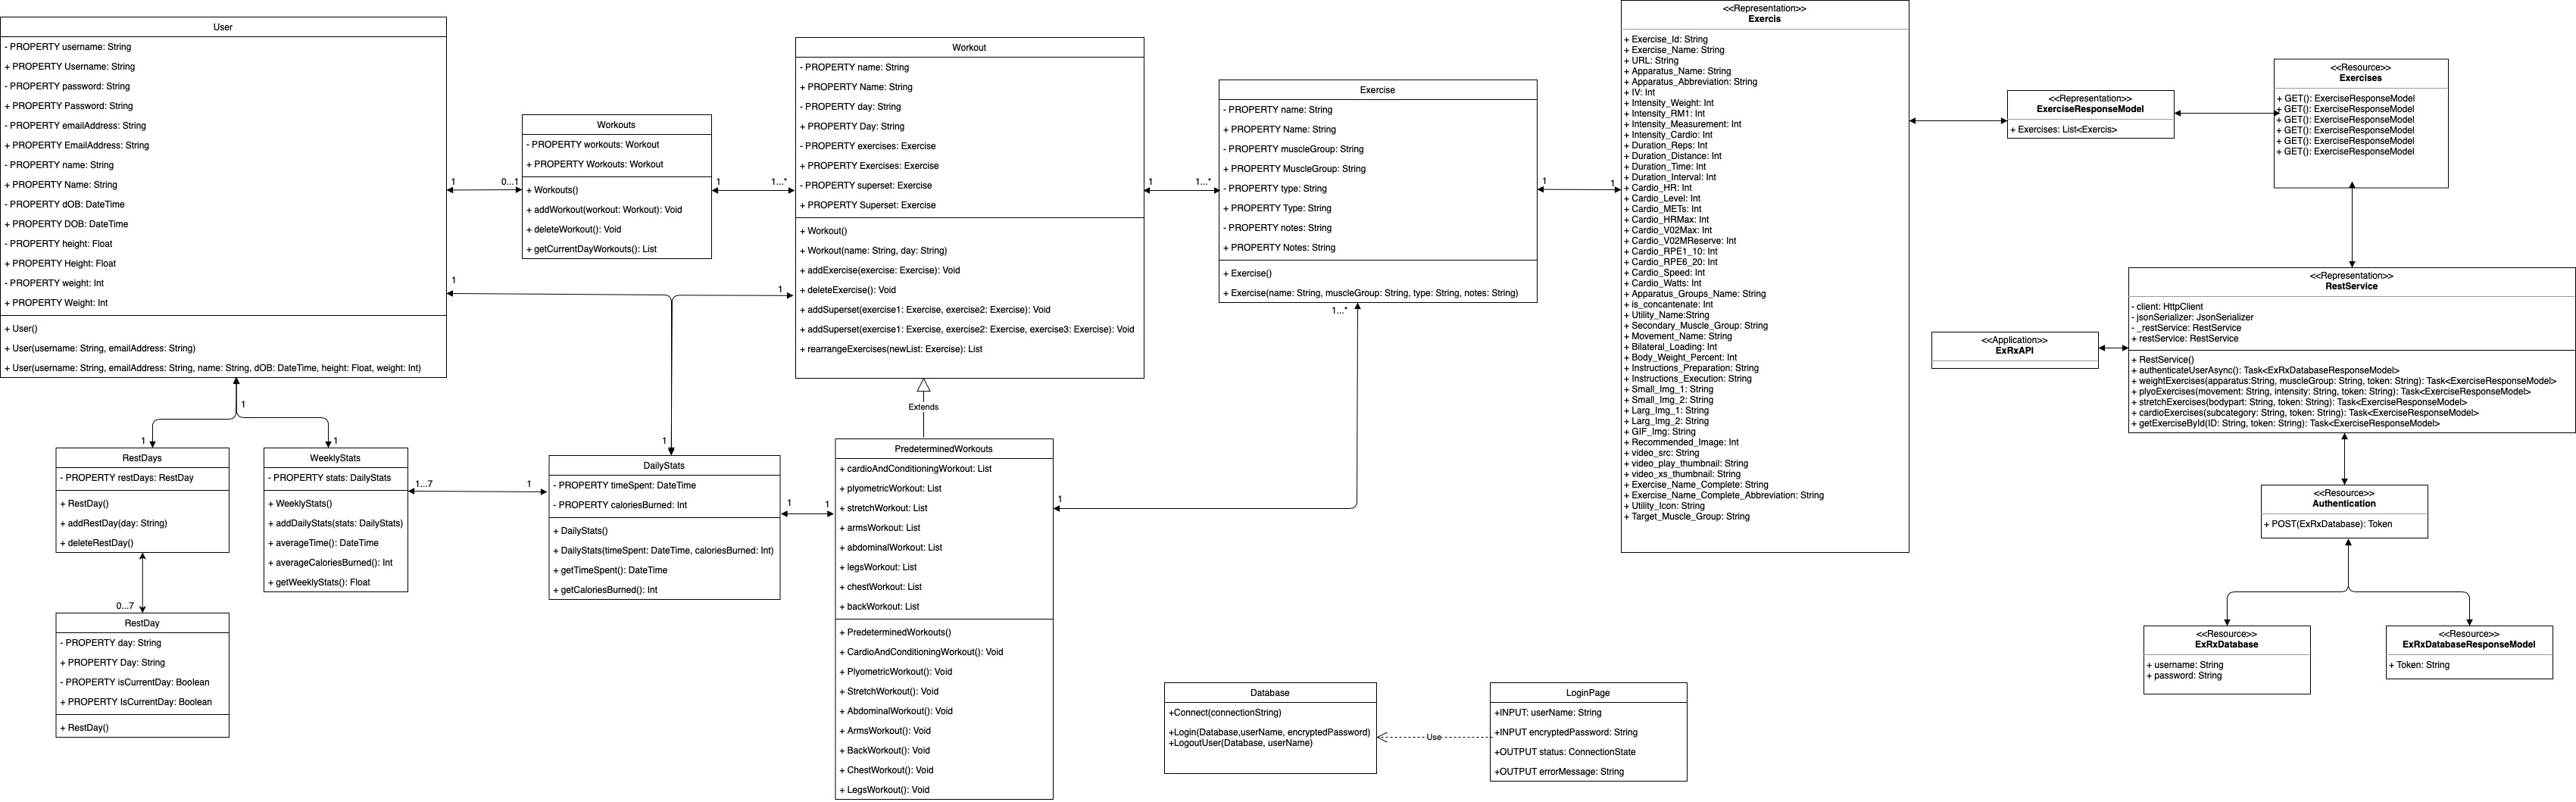 User
- PROPERTY username: String
+ PROPERTY Username: String
- PROPERTY password: String
+ PROPERTY Password: String
- PROPERTY emailAddress: String
+ PROPERTY EmailAddress: String
- PROPERTY name: String
+ PROPERTY Name: String
- PROPERTY dOB: DateTime
+ PROPERTY DOB: DateTime
- PROPERTY height: Float
+ PROPERTY Height: Float
- PROPERTY weight: Int
+ PROPERTY Weight: Int
+ User()
+ User(username: String, emailAddress: String)
+ User(username: String, emailAddress: String, name: String, dOB: DateTime, height: Float, weight: Int)
1
0...1
1
1
1
1
Workouts
- PROPERTY workouts: Workout
+ PROPERTY Workouts: Workout
+ Workouts()
+ addWorkout(workout: Workout): Void
+ deleteWorkout(): Void
+ getCurrentDayWorkouts(): List
1
1...*
1
1
Workout
- PROPERTY name: String
+ PROPERTY Name: String
- PROPERTY day: String
+ PROPERTY Day: String
- PROPERTY exercises: Exercise
+ PROPERTY Exercises: Exercise
- PROPERTY superset: Exercise
+ PROPERTY Superset: Exercise
+ Workout()
+ Workout(name: String, day: String)
+ addExercise(exercise: Exercise): Void
+ deleteExercise(): Void
+ addSuperset(exercise1: Exercise, exercise2: Exercise): Void
+ addSuperset(exercise1: Exercise, exercise2: Exercise, exercise3: Exercise): Void
+ rearrangeExercises(newList: Exercise): List
Extends
1
1...*
Exercise
- PROPERTY name: String
+ PROPERTY Name: String
- PROPERTY muscleGroup: String
+ PROPERTY MuscleGroup: String
- PROPERTY type: String
+ PROPERTY Type: String
- PROPERTY notes: String
+ PROPERTY Notes: String
+ Exercise()
+ Exercise(name: String, muscleGroup: String, type: String, notes: String)
1...*
1
1
<<Representation>>
Exercis
+ Exercise_Id: String
+ Exercise_Name: String
+ URL: String
+ Apparatus_Name: String
+ Apparatus_Abbreviation: String
+ IV: Int
+ Intensity_Weight: Int
+ Intensity_RM1: Int
+ Intensity_Measurement: Int
+ Intensity_Cardio: Int
+ Duration_Reps: Int
+ Duration_Distance: Int
+ Duration_Time: Int
+ Duration_Interval: Int
+ Cardio_HR: Int
+ Cardio_Level: Int
+ Cardio_METs: Int
+ Cardio_HRMax: Int
+ Cardio_V02Max: Int
+ Cardio_V02MReserve: Int
+ Cardio_RPE1_10: Int
+ Cardio_RPE6_20: Int
+ Cardio_Speed: Int
+ Cardio_Watts: Int
+ Apparatus_Groups_Name: String
+ is_concantenate: Int
+ Utility_Name:String
+ Secondary_Muscle_Group: String
+ Movement_Name: String
+ Bilateral_Loading: Int
+ Body_Weight_Percent: Int
+ Instructions_Preparation: String
+ Instructions_Execution: String
+ Small_Img_1: String
+ Small_Img_2: String
+ Larg_Img_1: String
+ Larg_Img_2: String
+ GIF_Img: String
+ Recommended_Image: Int
+ video_src: String
+ video_play_thumbnail: String
+ video_xs_thumbnail: String
+ Exercise_Name_Complete: String
+ Exercise_Name_Complete_Abbreviation: String
+ Utility_Icon: String
+ Target_Muscle_Group: String
<<Representation>>
ExerciseResponseModel
+ Exercises: List<Exercis>
<<Resource>>
Exercises
+ GET(): ExerciseResponseModel
+ GET(): ExerciseResponseModel
+ GET(): ExerciseResponseModel
+ GET(): ExerciseResponseModel
+ GET(): ExerciseResponseModel
+ GET(): ExerciseResponseModel
<<Representation>>
RestService
- client: HttpClient
- jsonSerializer: JsonSerializer
- _restService: RestService
+ restService: RestService
+ RestService()
+ authenticateUserAsync(): Task<ExRxDatabaseResponseModel>
+ weightExercises(apparatus:String, muscleGroup: String, token: String): Task<ExerciseResponseModel>
+ plyoExercises(movement: String, intensity: String, token: String): Task<ExerciseResponseModel>
+ stretchExercises(bodypart: String, token: String): Task<ExerciseResponseModel>
+ cardioExercises(subcategory: String, token: String): Task<ExerciseResponseModel>
+ getExerciseById(ID: String, token: String): Task<ExerciseResponseModel>
<<Application>>
ExRxAPI
<<Resource>>
Authentication
+ POST(ExRxDatabase): Token
<<Resource>>
ExRxDatabase
+ username: String
+ password: String
<<Resource>>
ExRxDatabaseResponseModel
+ Token: String
RestDays
- PROPERTY restDays: RestDay
+ RestDay()
+ addRestDay(day: String)
+ deleteRestDay()
0...7
RestDay
- PROPERTY day: String
+ PROPERTY Day: String
- PROPERTY isCurrentDay: Boolean
+ PROPERTY IsCurrentDay: Boolean
+ RestDay()
WeeklyStats
- PROPERTY stats: DailyStats
+ WeeklyStats()
+ addDailyStats(stats: DailyStats)
+ averageTime(): DateTime
+ averageCaloriesBurned(): Int
+ getWeeklyStats(): Float
1...7
1
1
DailyStats
- PROPERTY timeSpent: DateTime
- PROPERTY caloriesBurned: Int
+ DailyStats()
+ DailyStats(timeSpent: DateTime, caloriesBurned: Int)
+ getTimeSpent(): DateTime
+ getCaloriesBurned(): Int
1
1
PredeterminedWorkouts
+ cardioAndConditioningWorkout: List
+ plyometricWorkout: List
+ stretchWorkout: List
+ armsWorkout: List
+ abdominalWorkout: List
+ legsWorkout: List
+ chestWorkout: List
+ backWorkout: List
+ PredeterminedWorkouts()
+ CardioAndConditioningWorkout(): Void
+ PlyometricWorkout(): Void
+ StretchWorkout(): Void
+ AbdominalWorkout(): Void
+ ArmsWorkout(): Void
+ BackWorkout(): Void
+ ChestWorkout(): Void
+ LegsWorkout(): Void
1
Database
+Connect(connectionString)
+Login(Database,userName, encryptedPassword)
+LogoutUser(Database, userName)
Use
LoginPage
+INPUT: userName: String
+INPUT encryptedPassword: String
+OUTPUT status: ConnectionState
+OUTPUT errorMessage: String